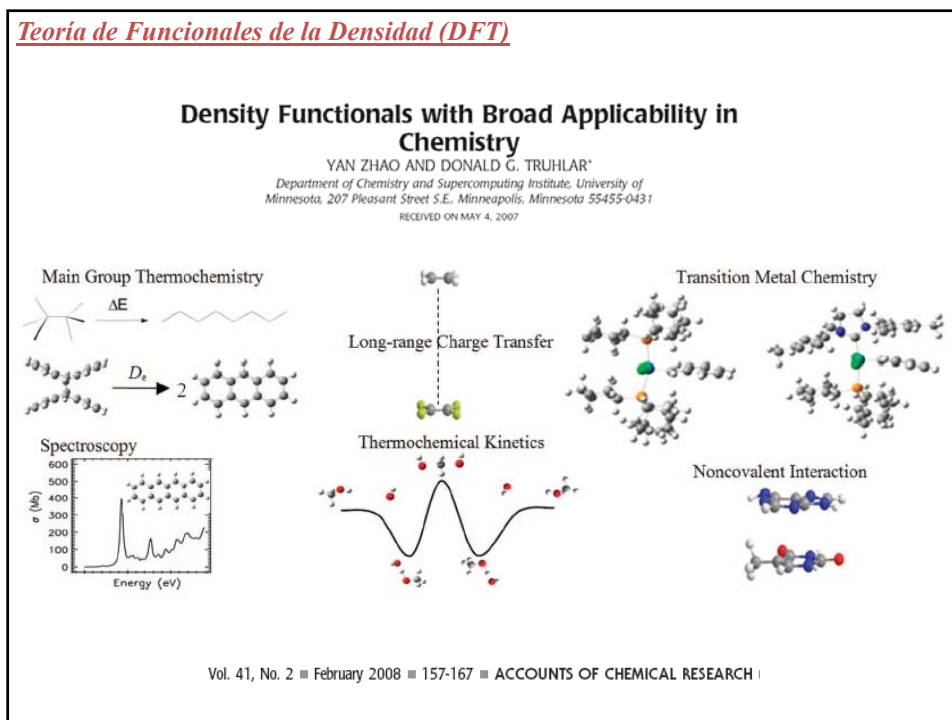 Teoría de Funcionales de la Densidad (DFT)
Density Functionals with Broad Applicability in
Chemistry
YAN ZHAO AND DONALD G. TRUHLAR*
Department of Chemistry and Supercomputing Institute, University of
Minnesota, 207 Pleasant Street S.E., Minneapolis, Minnesota 55455-0431
RECEIVED ON MAY 4, 2007
Main Group Thermochemistry
ΔE
Dₑ
2
Spectroscopy
600
500
400
300
200
100
0
σ (Mb)
Energy (eV)
Long-range Charge Transfer
Thermochemical Kinetics
Transition Metal Chemistry
Noncovalent Interaction
Vol. 41, No. 2 ■ February 2008 ■ 157-167 ■ ACCOUNTS OF CHEMICAL RESEARCH